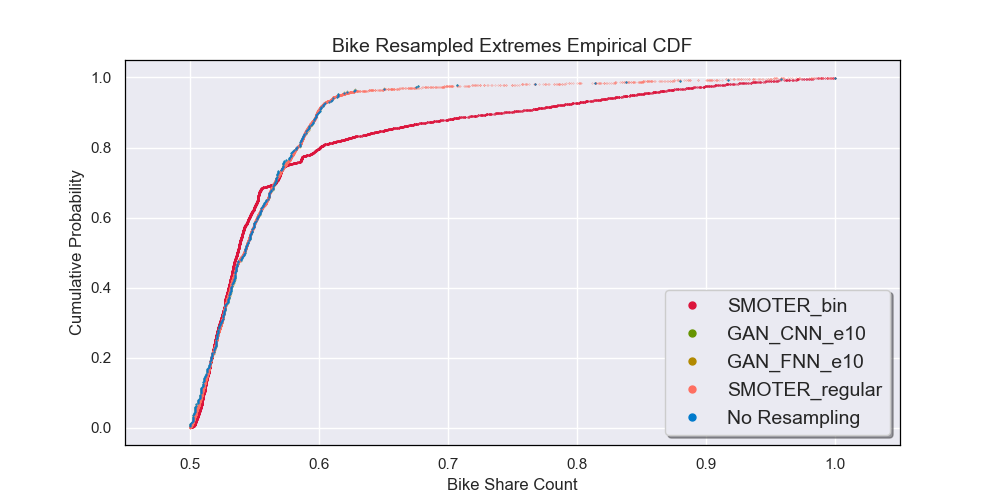 Bike Resampled Extremes Empirical CDF
1.0
0.8
0.6
0.4
0.2
0.0
Cumulative Probability
SMOTER_bin
GAN_CNN_e10
GAN_FNN_e10
SMOTER_regular
No Resampling
0.5 0.6 0.7 0.8 0.9 1.0
Bike Share Count